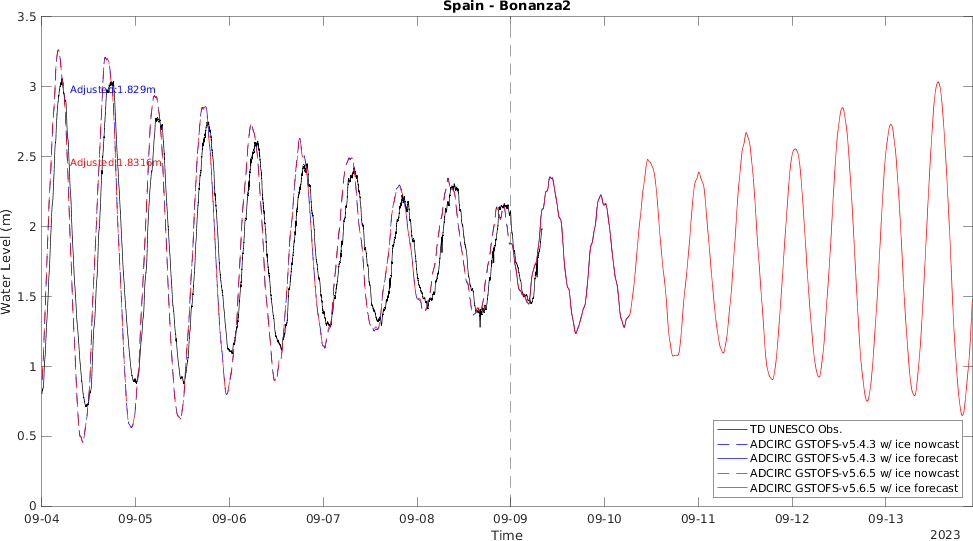 Spain - Bonanza2
3.5
3
2.5
2
1.5
1
0.5
0
Water Level (m)
Adjusted:1.829m
Adjusted:1.8316m
TD UNESCO Obs.
ADCIRC GSTOFS-v5.4.3 w/ ice nowcast
ADCIRC GSTOFS-v5.4.3 w/ ice forecast
ADCIRC GSTOFS-v5.6.5 w/ ice nowcast
ADCIRC GSTOFS-v5.6.5 w/ ice forecast
09-04 09-05 09-06 09-07 09-08 09-09 09-10 09-11 09-12 09-13
Time
2023